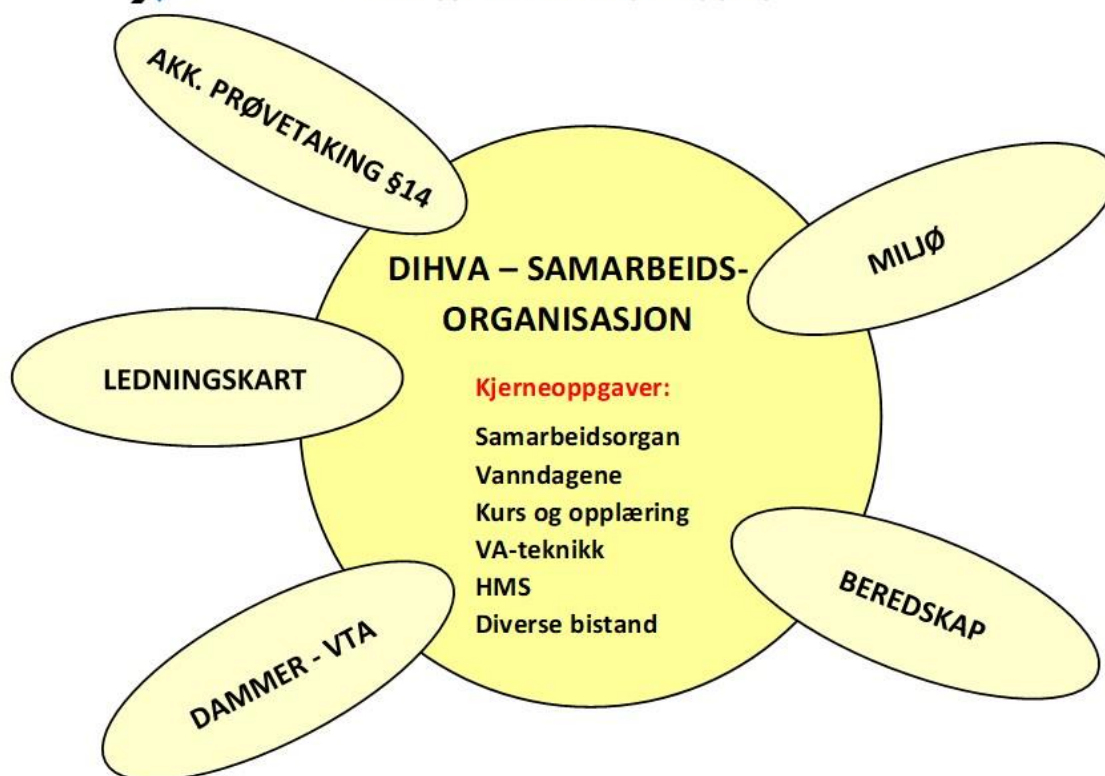 AKK. PRØVETAKING §14
MILJØ
DIHVA – SAMARBEIDS-
ORGANISASJON
LEDNINGSKART
Kjerneoppgaver:
Samarbeidsorgan
Vanndagene
Kurs og opplæring
VA-teknikk
HMS
Diverse bistand
BEREDSKAP
DAMMER - VTA